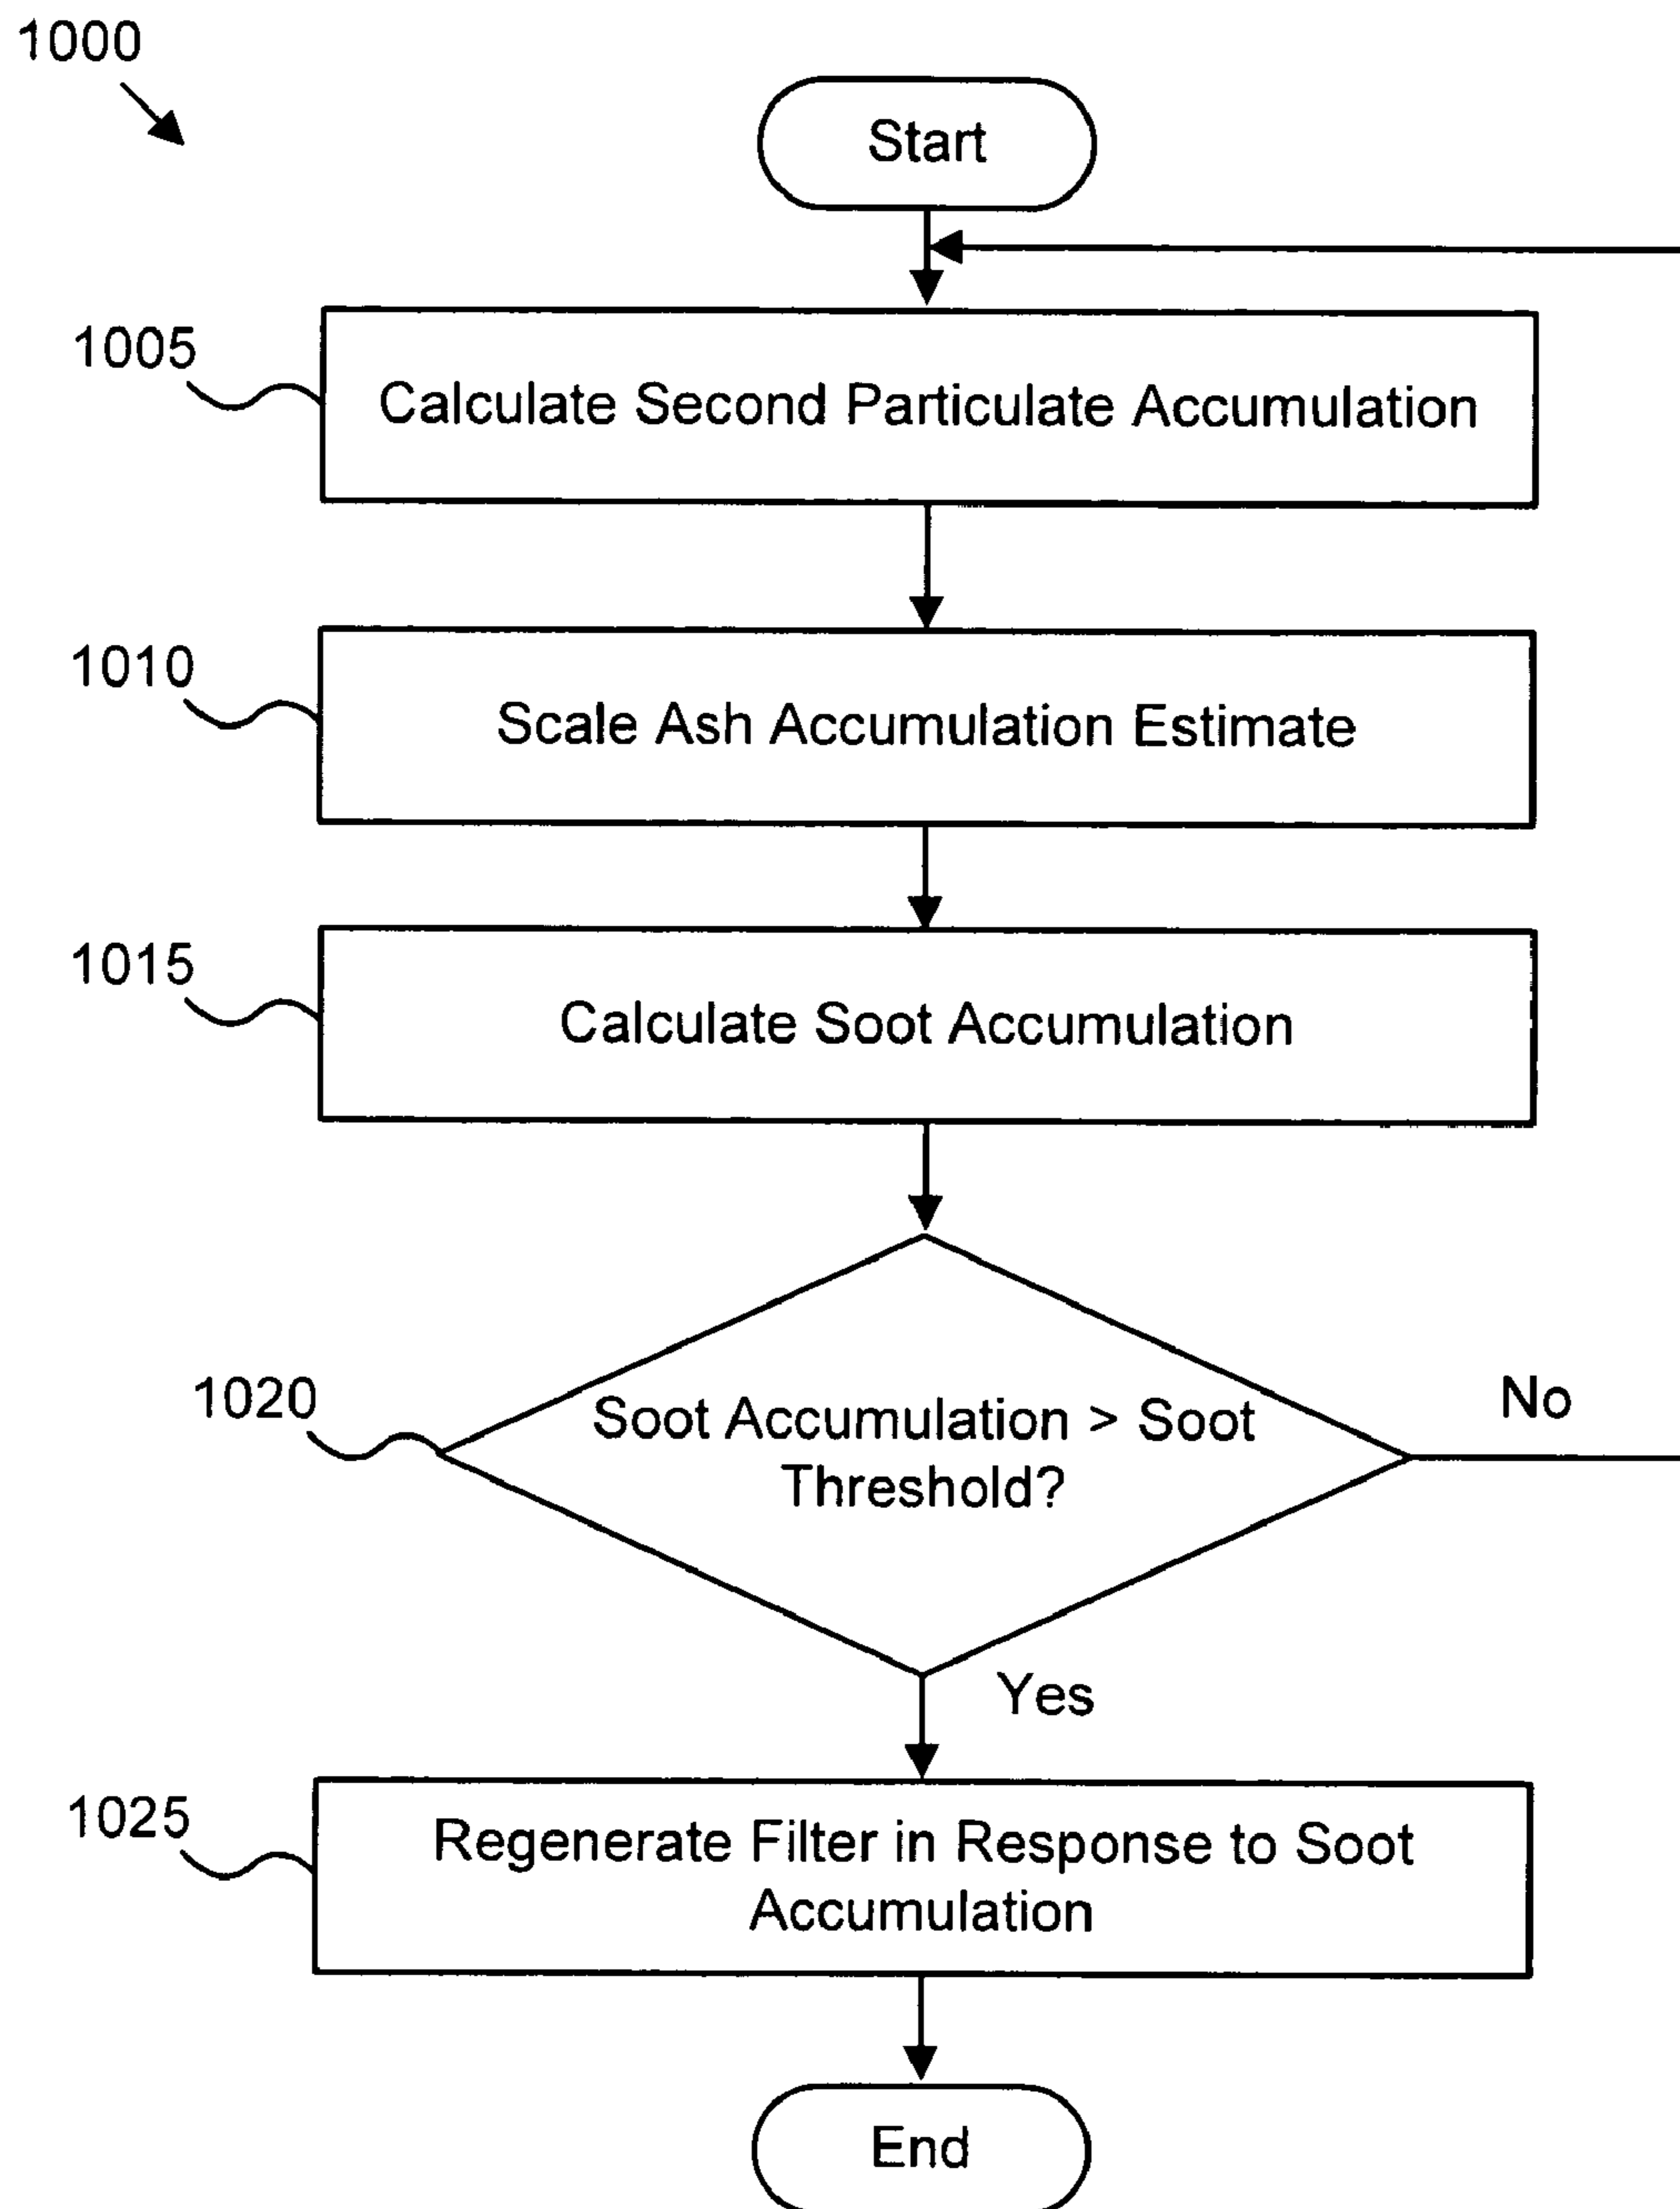 1000
Start
1005
Calculate Second Particulate Accumulation
1010
Scale Ash Accumulation Estimate
1015
Calculate Soot Accumulation
1020
Soot Accumulation > Soot
Threshold?
No
Yes
1025
Regenerate Filter in Response to Soot
Accumulation
End